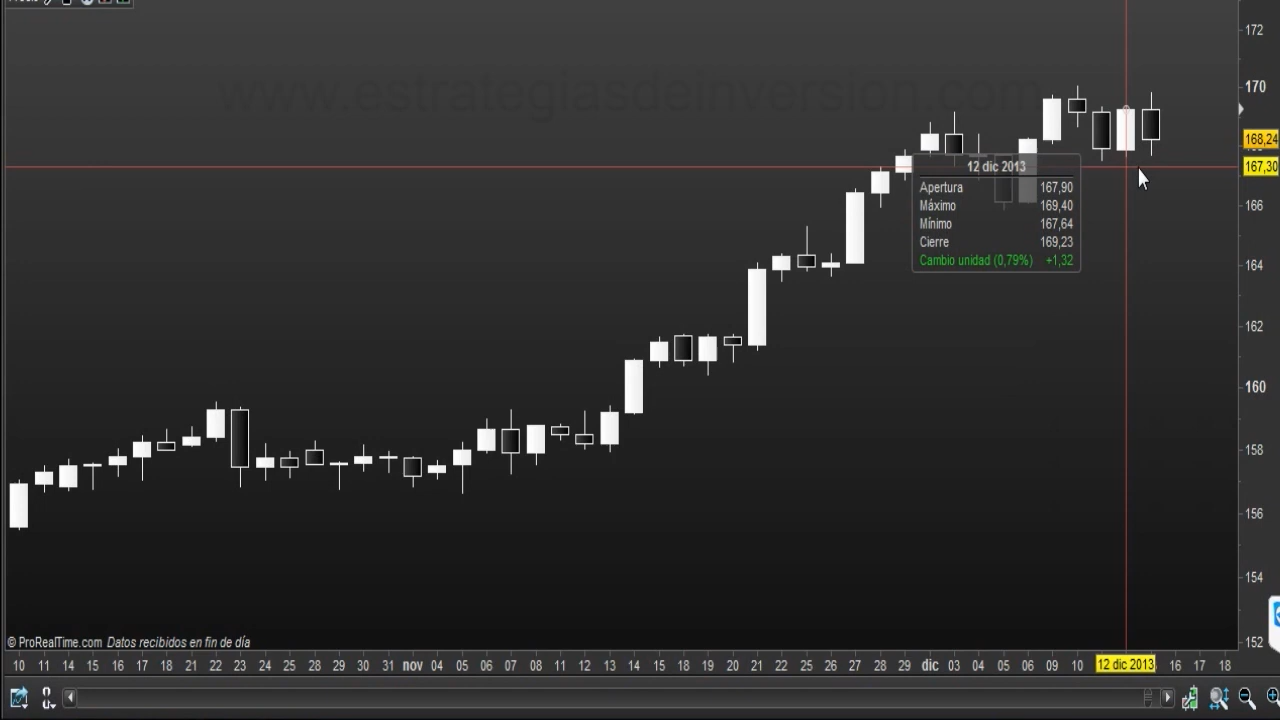 www.estrategiasdeinversion.com
172
170
168,24
167,30
166
164
162
160
158
156
154
152
12 dic 2013
Apertura 167,90
Máximo 169,40
Mínimo 167,64
Cierre 169,23
Cambio unidad (0,79%) +1,32
© ProRealTime.com Datos recibidos en fin de día
10 11 14 15 16 17 18 21 22 23 24 25 28 29 30 31 nov 04 05 06 07 08 11 12 13 14 15 18 19 20 21 22 25 26 27 28 29 dic 03 04 05 06 09 10 12 dic 2013 16 17 18